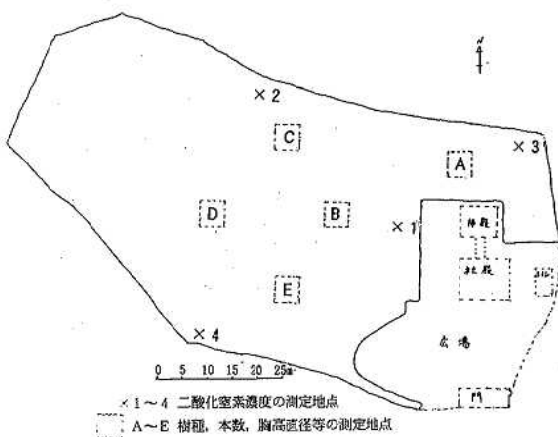 N
×2
C
×3
A
D
B
×1
拝殿
社殿
E
広場
×4
0 5 10 15 20 25m
門
×1～4 二酸化窒素濃度の測定地点
A～E 樹種，本数，胸高直径等の測定地点